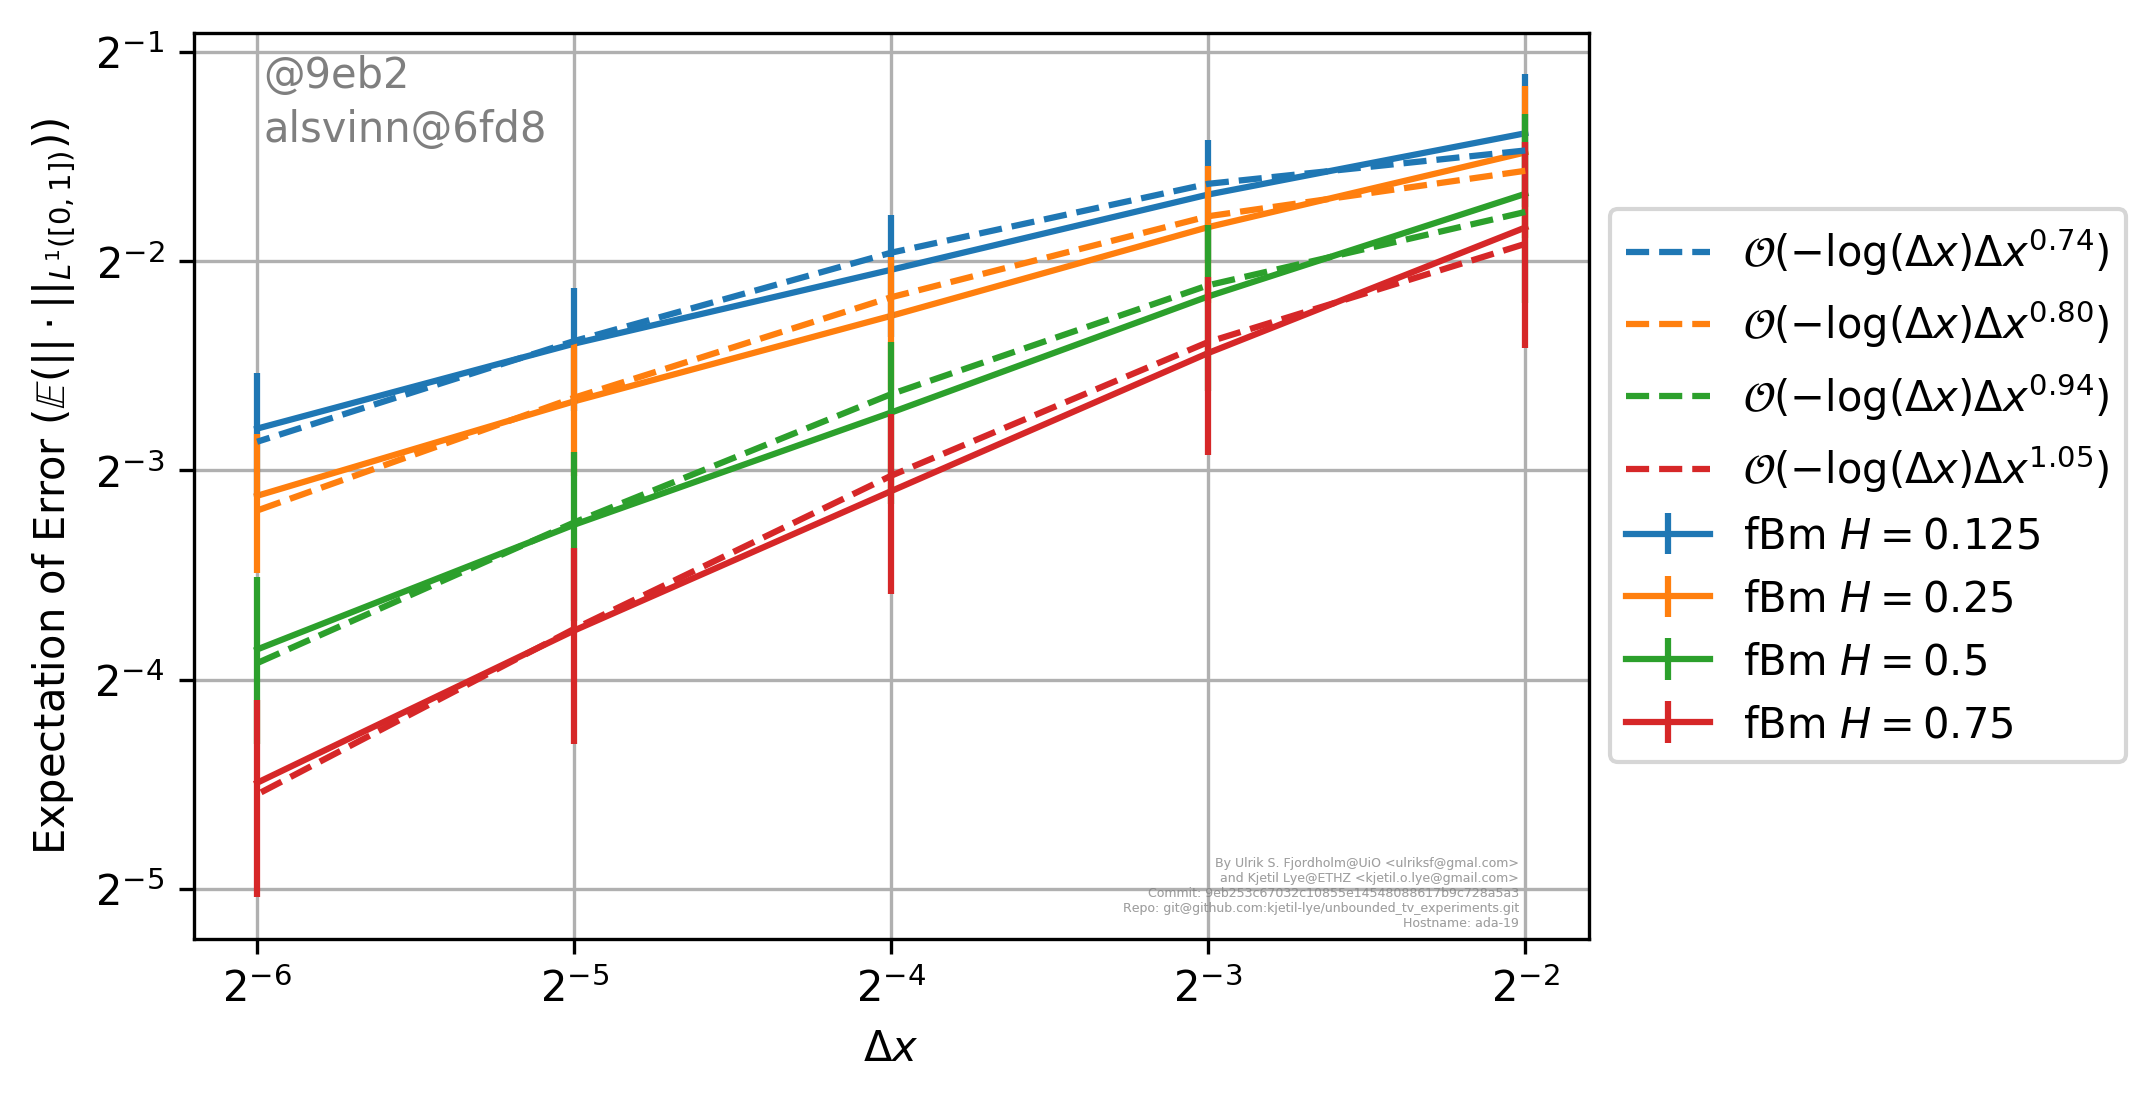 2⁻¹
2⁻²
2⁻³
2⁻⁴
2⁻⁵
Expectation of Error (𝔼(||·||_{L¹([0,1])}))
@9eb2
alsvinn@6fd8
By Ulrik S. Fjordholm@UiO <ulriksf@gmal.com>
and Kjetil Lye@ETHZ <kjetil.o.lye@gmail.com>
Commit: 9eb253c67032c10855e14548088617b9c728a5a3
Repo: git@github.com:kjetil-lye/unbounded_tv_experiments.git
Hostname: ada-19
2⁻⁶ 2⁻⁵ 2⁻⁴ 2⁻³ 2⁻²
Δx
𝒪(−log(Δx)Δx^{0.74})
𝒪(−log(Δx)Δx^{0.80})
𝒪(−log(Δx)Δx^{0.94})
𝒪(−log(Δx)Δx^{1.05})
fBm H = 0.125
fBm H = 0.25
fBm H = 0.5
fBm H = 0.75